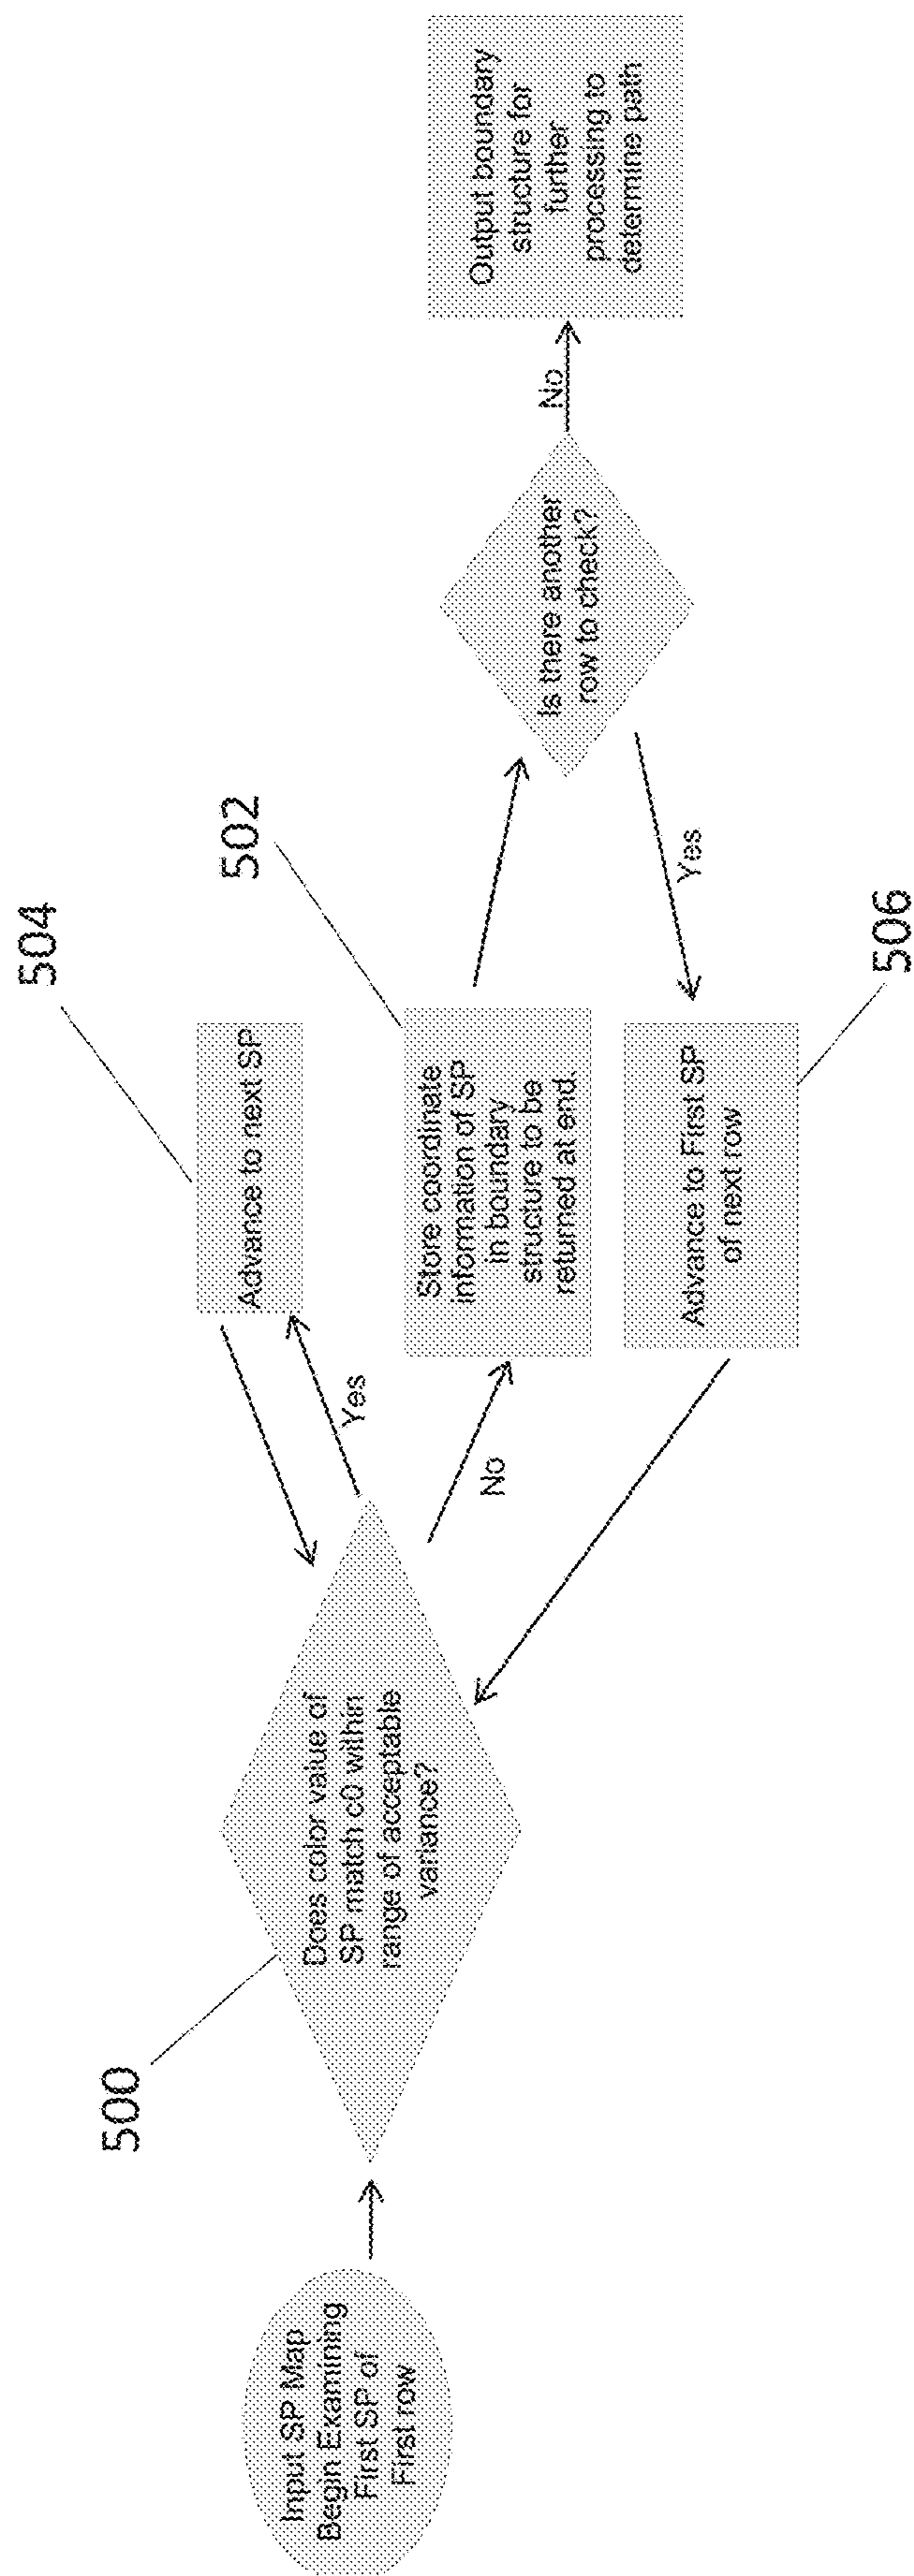 Input SP Map
Begin Examining
First SP of
First row
500
Does color value of
SP match c0 within
range of acceptable
variance?
Yes
No
504
Advance to next SP
502
Store coordinate
information of SP
in boundary
structure to be
returned at end.
506
Advance to First SP
of next row
Yes
Is there another
row to check?
No
Output boundary
structure for
further
processing to
determine path